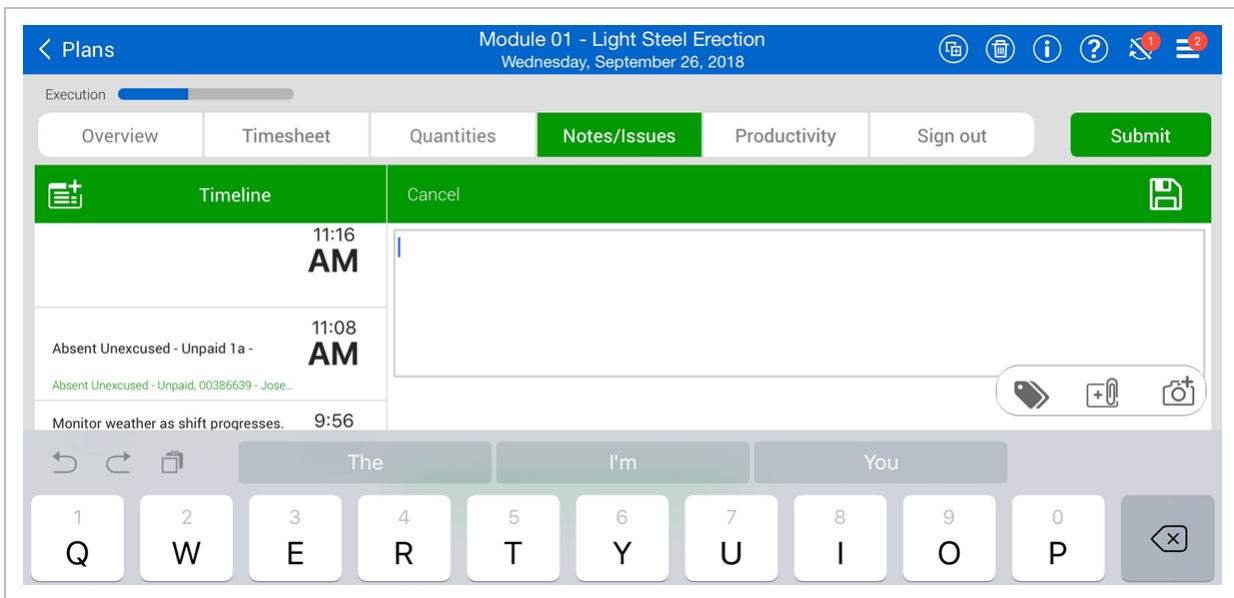 Plans
Module 01 - Light Steel Erection
Wednesday, September 26, 2018
1
2
Execution
Overview
Timesheet
Quantities
Notes/Issues
Productivity
Sign out
Submit
Timeline
Cancel
11:16
AM
11:08
Absent Unexcused - Unpaid 1a -
AM
Absent Unexcused - Unpaid, 00386639 - Jose...
Monitor weather as shift progresses.
9:56
The
I'm
You
1 2 3 4 5 6 7 8 9 0
Q W E R T Y U I O P